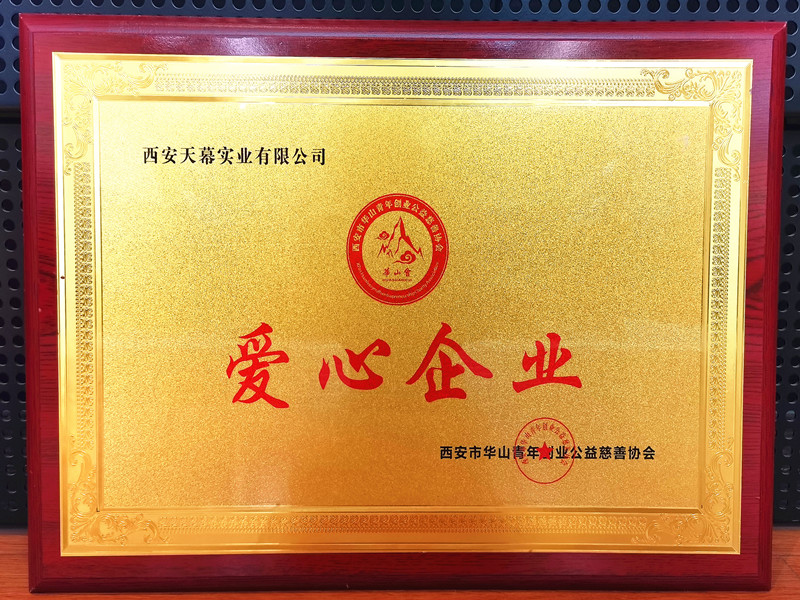 西安天幕实业有限公司
西安市华山青年创业公益慈善协会
華山會
爱心企业
西安市华山青年创业公益慈善协会